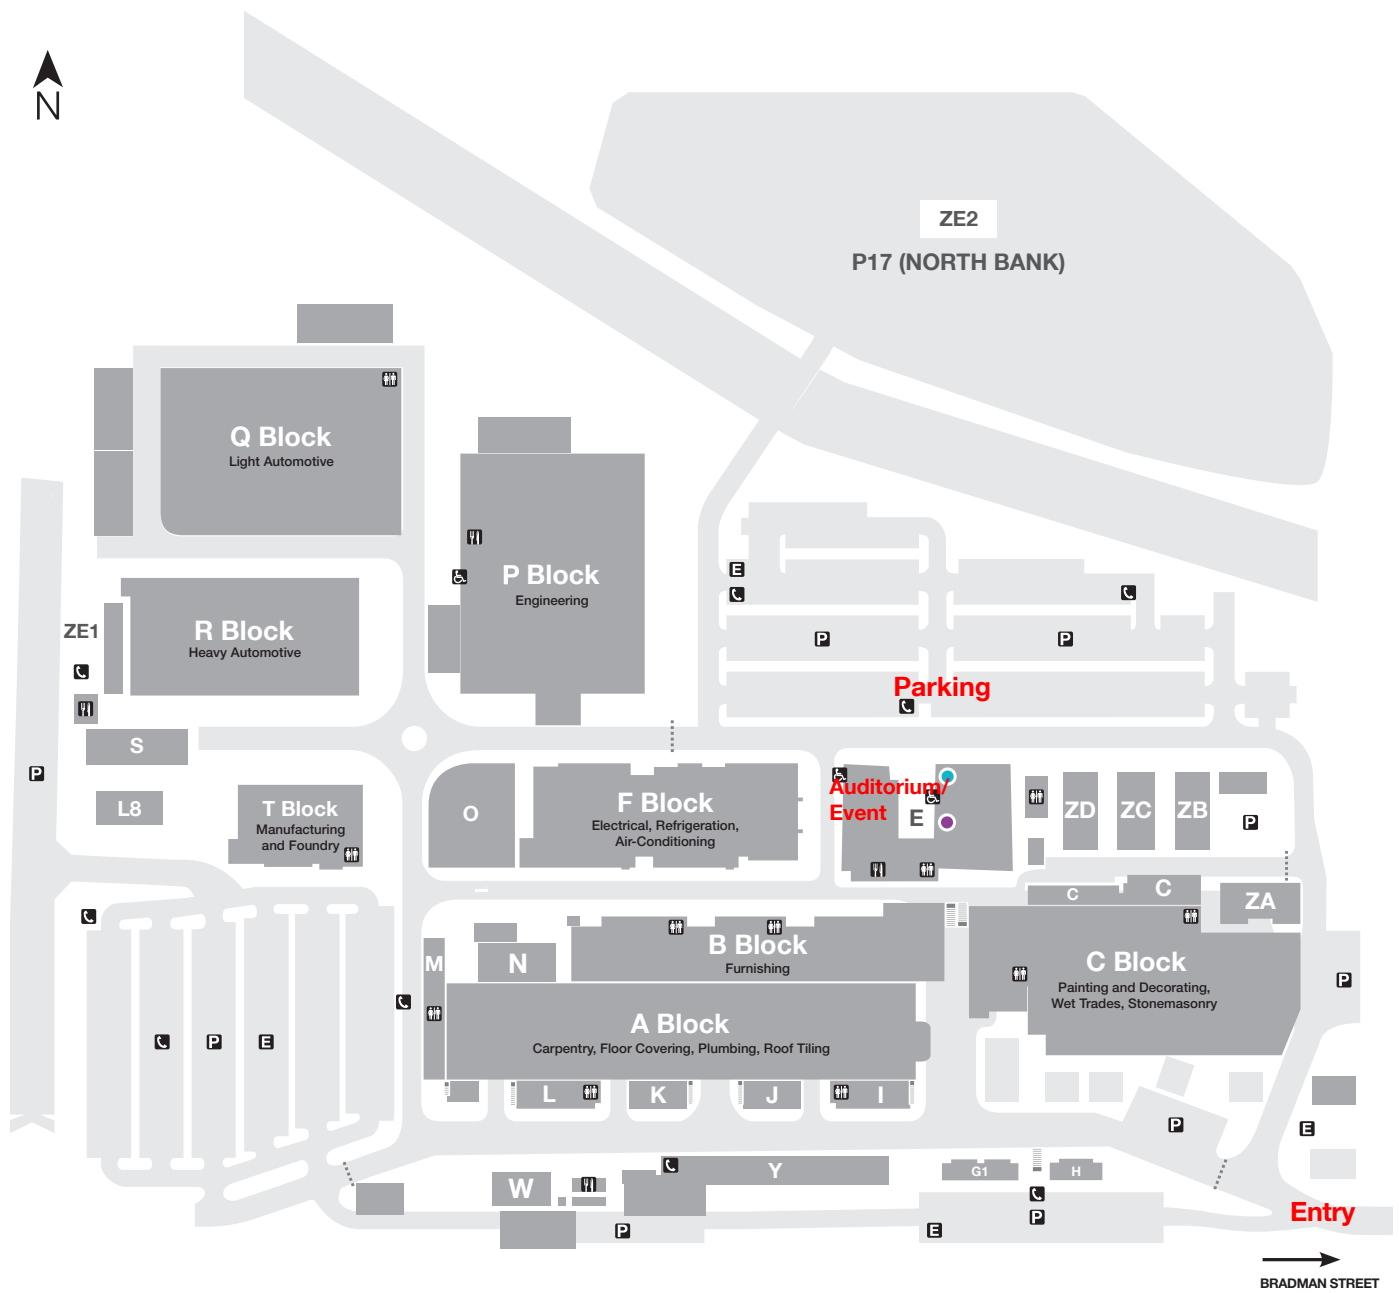 N
ZE2
P17 (NORTH BANK)
Q Block
Light Automotive
P Block
Engineering
E
ZE1
R Block
Heavy Automotive
P
P
Parking
S
P
L8
T Block
Manufacturing
and Foundry
O
F Block
Electrical, Refrigeration,
Air-Conditioning
Auditorium/
Event
E
ZD
ZC
ZB
P
C
C
ZA
M
N
B Block
Furnishing
C Block
Painting and Decorating,
Wet Trades, Stonemasonry
P
A Block
Carpentry, Floor Covering, Plumbing, Roof Tiling
P
E
L
K
J
I
P
E
W
Y
G1
H
P
E
P
Entry
BRADMAN STREET